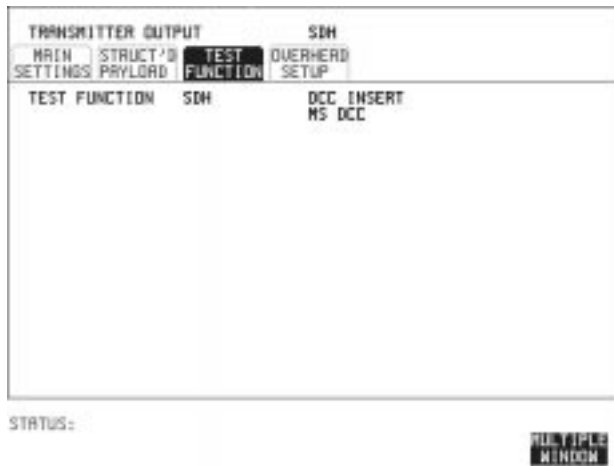 TRANSMITTER OUTPUT SDH
MAIN SETTINGS
STRUCT'D PAYLOAD
TEST FUNCTION
OVERHEAD SETUP
TEST FUNCTION SDH DCC INSERT
MS DCC
STATUS:
MULTIPLE WINDOW